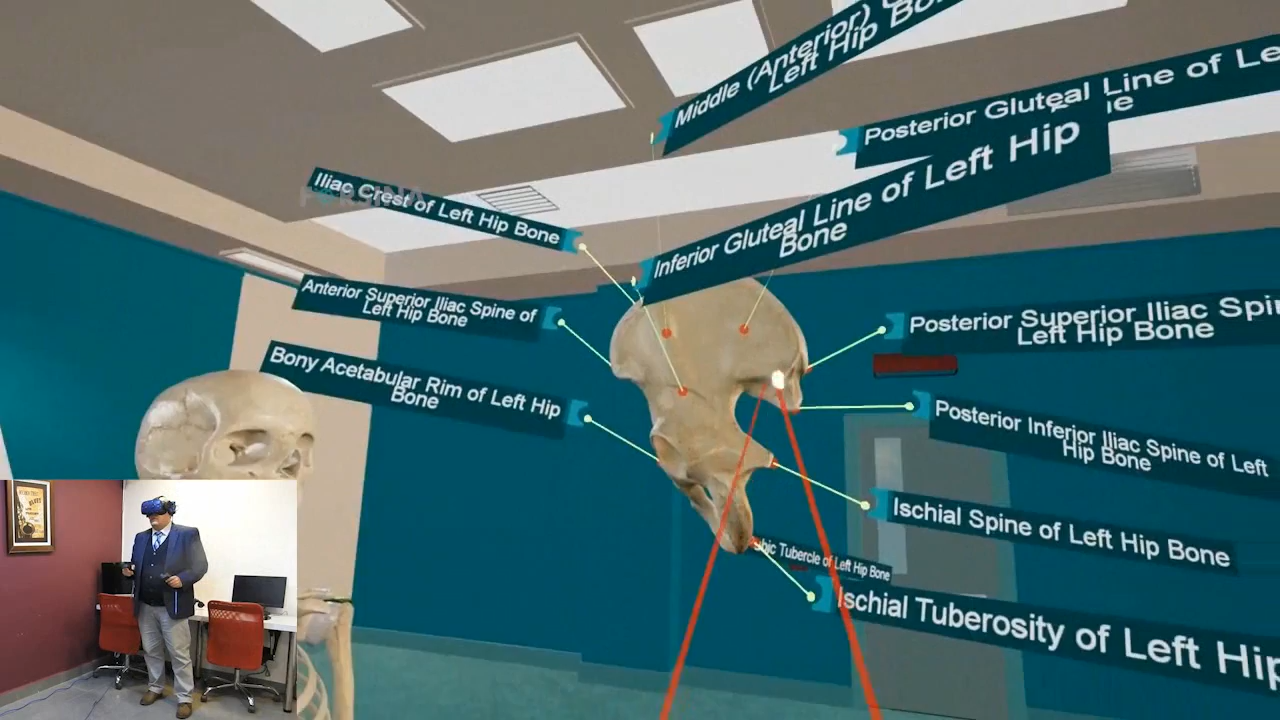 Middle (Anterior)
Left Hip Bone
Posterior Gluteal Line of Le
Inferior Gluteal Line of Left Hip
Bone
Iliac Crest of Left Hip Bone
Anterior Superior Iliac Spine of
Left Hip Bone
Posterior Superior Iliac Spi
Left Hip Bone
Bony Acetabular Rim of Left Hip
Bone
Posterior Inferior Iliac Spine of Left
Hip Bone
Ischial Spine of Left Hip Bone
Tubercle of Left Hip Bone
Ischial Tuberosity of Left Hip